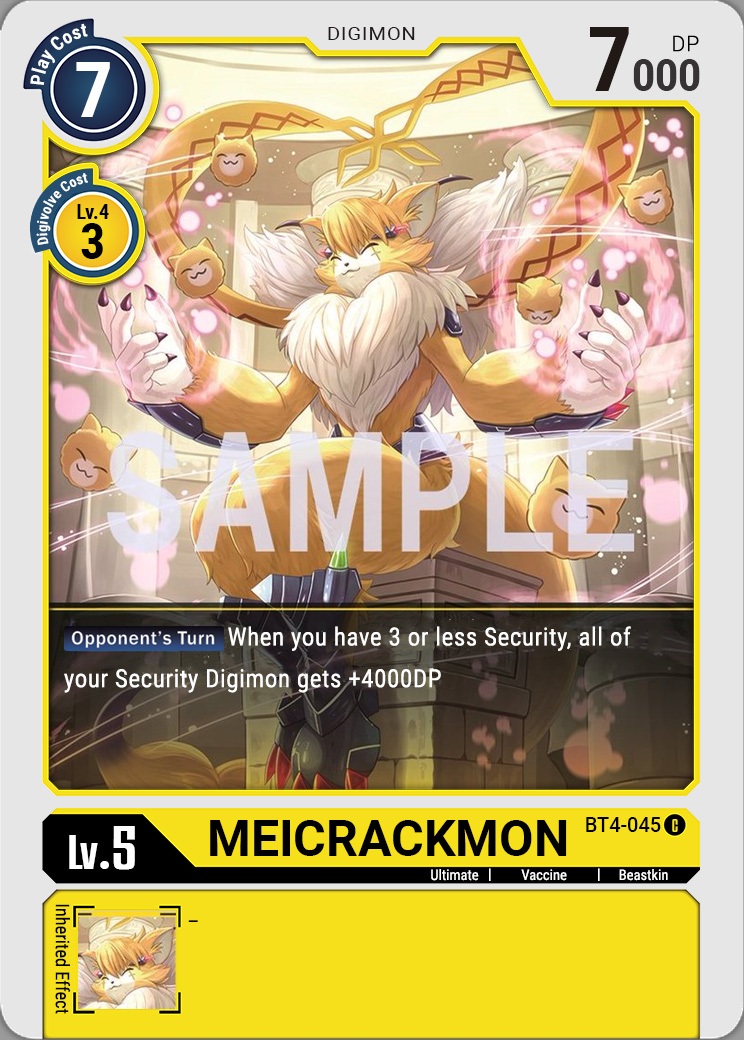 DIGIMON
Play Cost
7
DP
7000
Digivolve Cost
Lv.4
3
SAMPLE
Opponent's Turn When you have 3 or less Security, all of
your Security Digimon gets +4000DP
Lv.5
MEICRACKMON
BT4-045 C
Ultimate | Vaccine | Beastkin
Inherited Effect
–